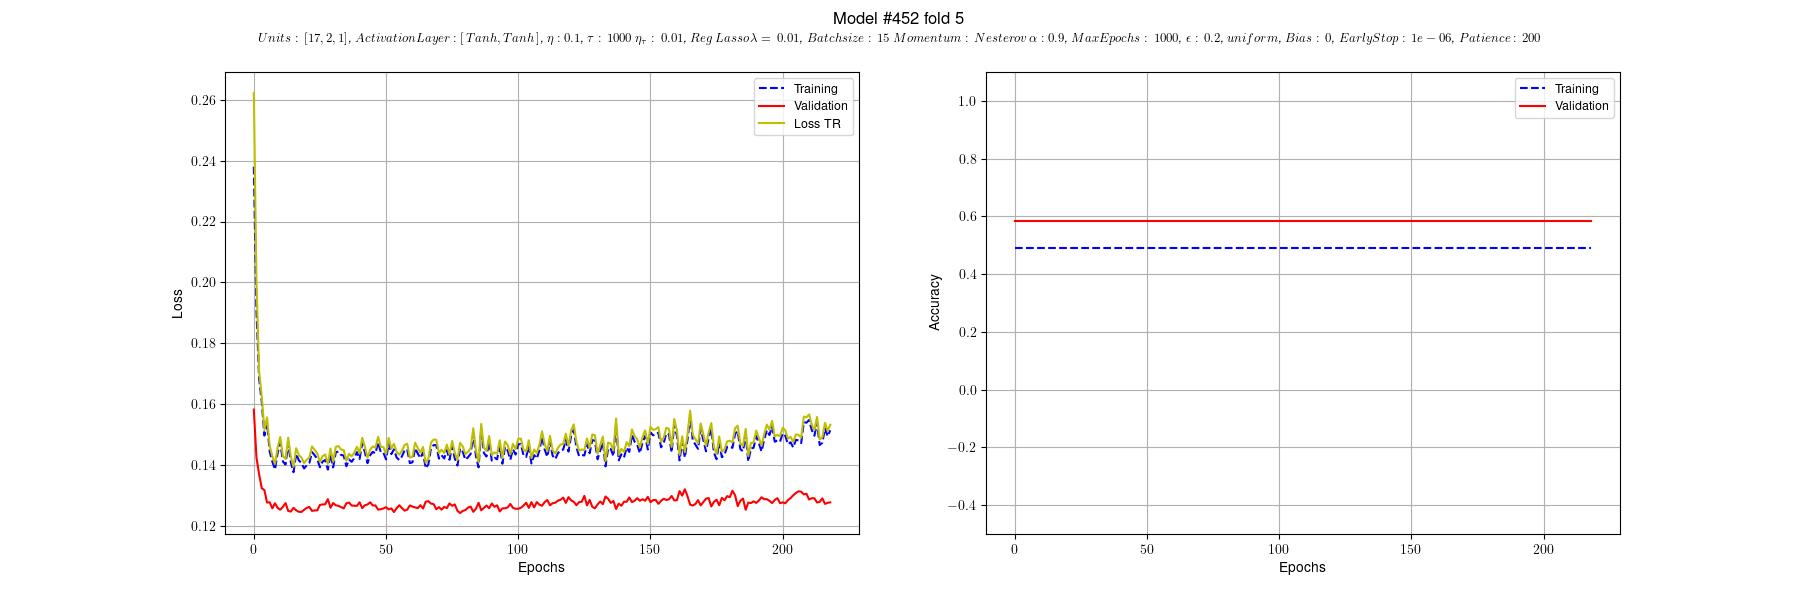 Model #452 fold 5
Units : [17, 2, 1], ActivationLayer : [Tanh, Tanh], η : 0.1, τ : 1000 ητ : 0.01, Reg Lassoλ = 0.01, Batchsize : 15 Momentum : Nesterov α : 0.9, MaxEpochs : 1000, ϵ : 0.2, uniform, Bias : 0, EarlyStop : 1e − 06, Patience : 200
Loss
0.26
0.24
0.22
0.20
0.18
0.16
0.14
0.12
0 50 100 150 200
Epochs
Training
Validation
Loss TR
Accuracy
1.0
0.8
0.6
0.4
0.2
0.0
−0.2
−0.4
0 50 100 150 200
Epochs
Training
Validation